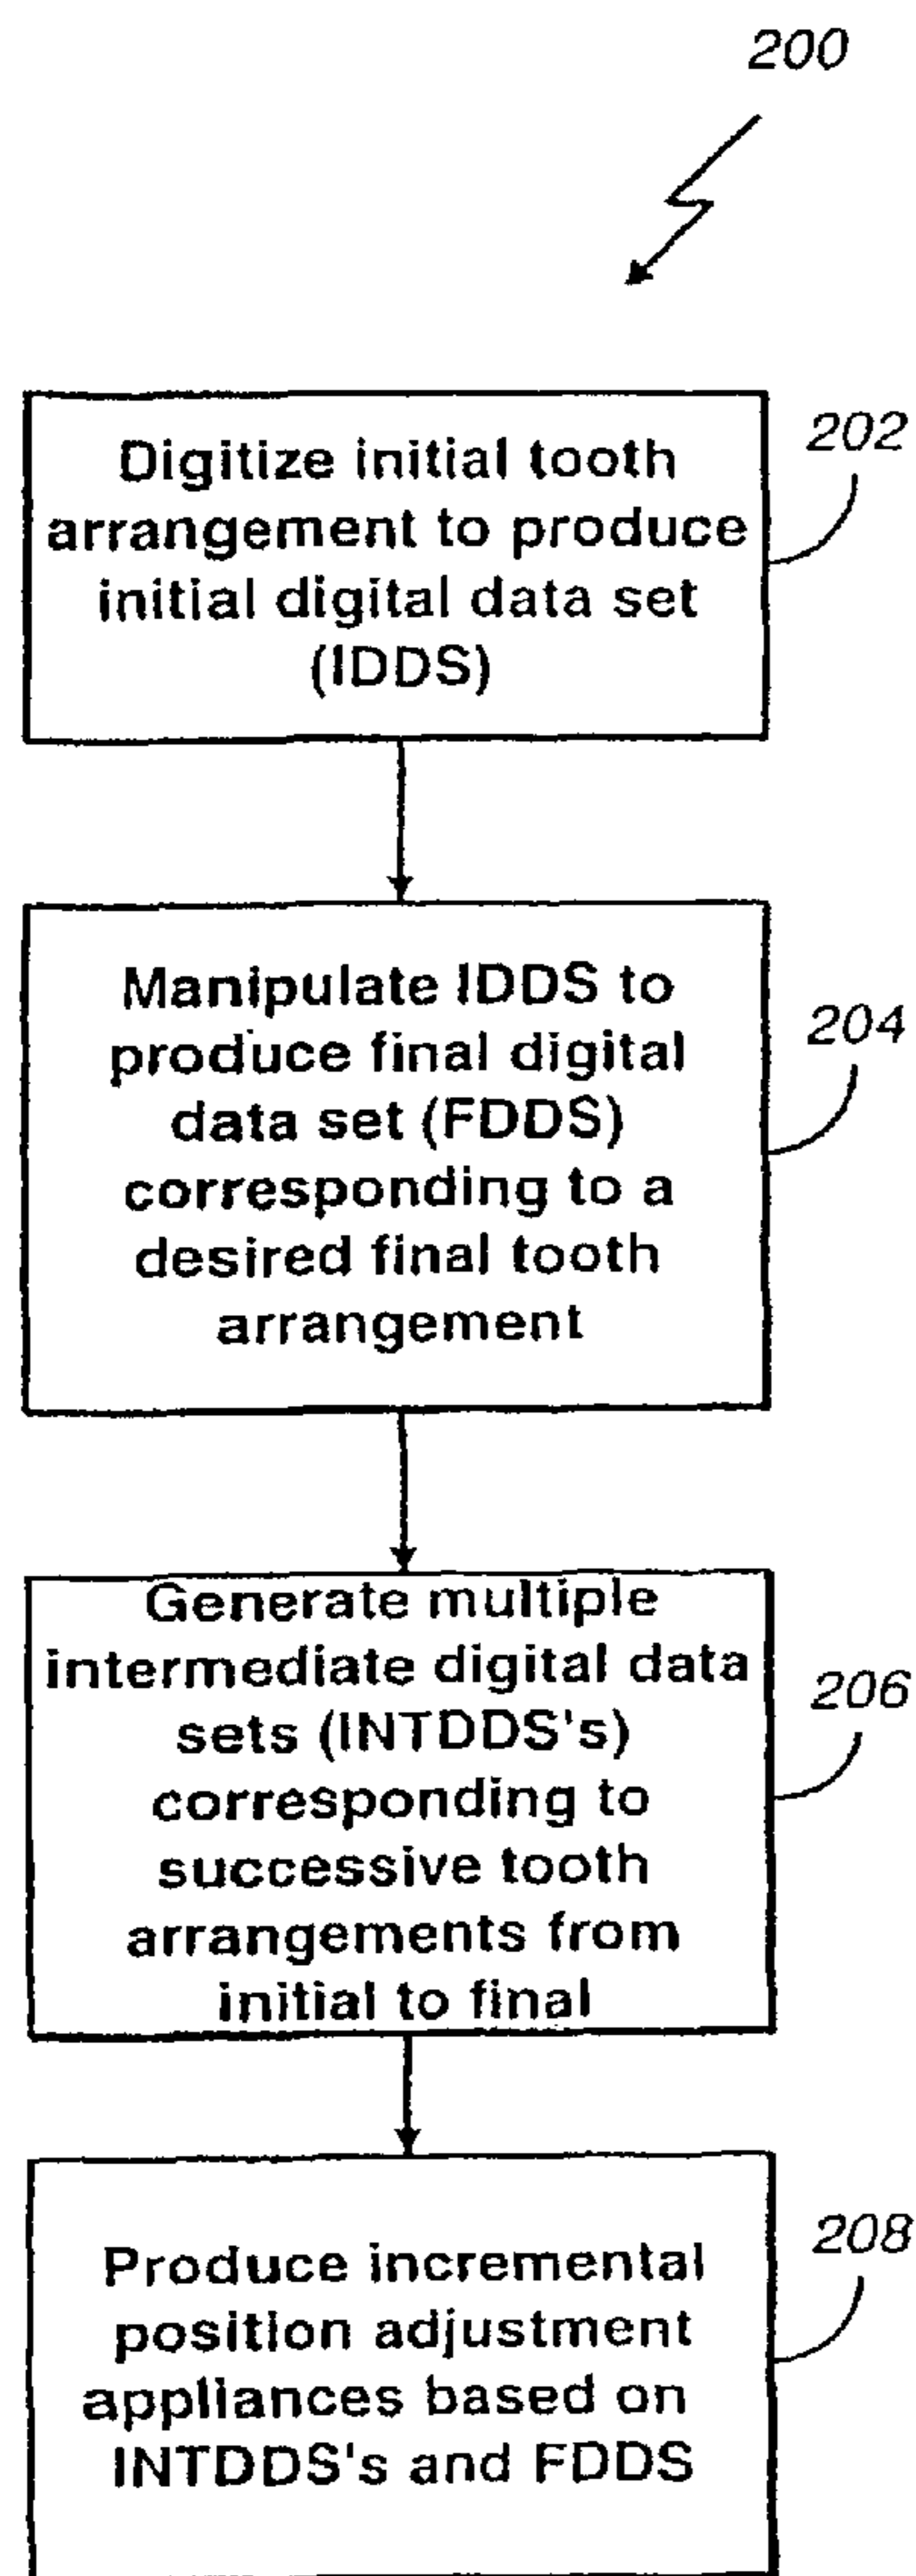 200
Digitize initial tooth
arrangement to produce
initial digital data set
(IDDS)
202
Manipulate IDDS to
produce final digital
data set (FDDS)
corresponding to a
desired final tooth
arrangement
204
Generate multiple
intermediate digital data
sets (INTDDS's)
corresponding to
successive tooth
arrangements from
initial to final
206
Produce incremental
position adjustment
appliances based on
INTDDS's and FDDS
208